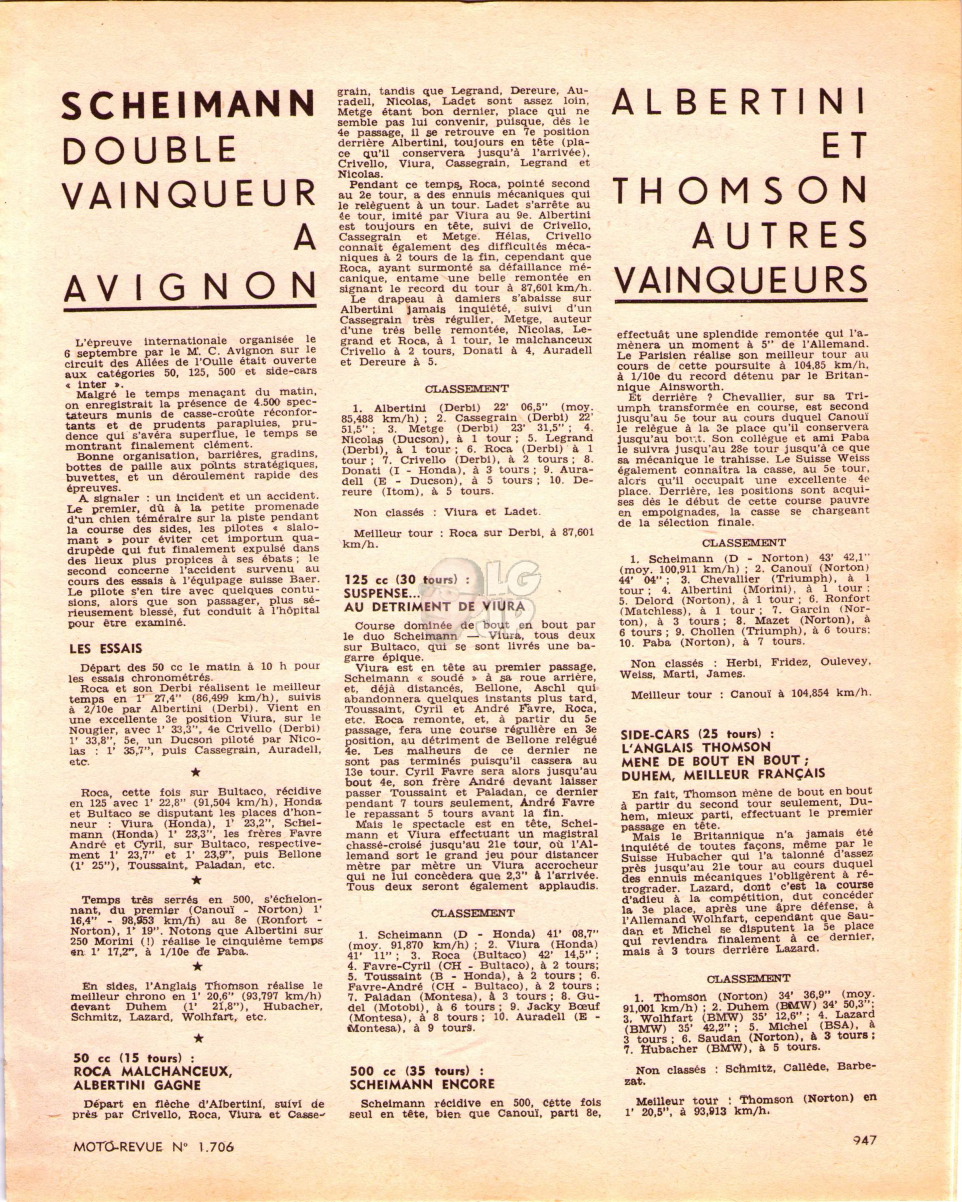 SCHEIMANN
DOUBLE
VAINQUEUR
A
AVIGNON
L'épreuve internationale organisée le
6 septembre par le M. C. Avignon sur le
circuit des Allées de l'Oulle était ouverte
aux catégories 50, 125, 500 et side-cars
« inter ».
Malgré le temps menaçant du matin,
on enregistrait la présence de 4.500 spec-
tateurs munis de casse-croûte réconfor-
tants et de prudents parapluies, pru-
dence qui s'avéra superflue, le temps se
montrant finalement clément.
Bonne organisation, barrières, gradins,
bottes de paille aux points stratégiques,
buvettes, et un déroulement rapide des
épreuves.
A signaler : un incident et un accident.
Le premier, dû à la petite promenade
d'un chien téméraire sur la piste pendant
la course des sides, les pilotes « slalo-
mant » pour éviter cet importun qua-
drupède qui fut finalement expulsé dans
des lieux plus propices à ses ébats ; le
second concerne l'accident survenu au
cours des essais à l'équipage suisse Baer.
Le pilote s'en tire avec quelques contu-
sions, alors que son passager, plus sé-
rieusement blessé, fut conduit à l'hôpital
pour être examiné.
LES ESSAIS
Départ des 50 cc le matin à 10 h pour
les essais chronométrés.
Roca et son Derbi réalisent le meilleur
temps en 1' 27,4" (86,499 km/h), suivis
à 2/10e par Albertini (Derbi). Vient en
une excellente 3e position Viura, sur le
Nougier, avec 1' 33,3", 4e Crivello (Derbi)
1' 33,8", 5e, un Ducson piloté par Nico-
las : 1' 35,7", puis Cassegrain, Auradell,
etc.
★
Roca, cette fois sur Bultaco, récidive
en 125 avec 1' 22,8" (91,504 km/h), Honda
et Bultaco se disputant les places d'hon-
neur : Viura (Honda), 1' 23,2", Schei-
mann (Honda) 1' 23,3", les frères Favre
André et Cyril, sur Bultaco, respective-
ment 1' 23,7" et 1' 23,9", puis Bellone
(1' 25"), Toussaint, Paladan, etc.
★
Temps très serrés en 500, s'échelon-
nant, du premier (Canouï - Norton) 1'
16,4" - 98,953 km/h) au 8e (Ronfort -
Norton), 1' 19". Notons que Albertini sur
250 Morini (!) réalise le cinquième temps
en 1' 17,2", à 1/10e de Paba.
★
En sides, l'Anglais Thomson réalise le
meilleur chrono en 1' 20,6" (93,797 km/h)
devant Duhem (1' 21,8"), Hubacher,
Schmitz, Lazard, Wolhfart, etc.
★
50 cc (15 tours) :
ROCA MALCHANCEUX,
ALBERTINI GAGNE
Départ en flèche d'Albertini, suivi de
près par Crivello, Roca, Viura et Casse-
grain, tandis que Legrand, Dereure, Au-
radell, Nicolas, Ladet sont assez loin,
Metge étant bon dernier, place qui ne
semble pas lui convenir, puisque, dès le
4e passage, il se retrouve en 7e position
derrière Albertini, toujours en tête (pla-
ce qu'il conservera jusqu'à l'arrivée),
Crivello, Viura, Cassegrain, Legrand et
Nicolas.
Pendant ce temps, Roca, pointé second
au 2e tour, a des ennuis mécaniques qui
le relèguent à un tour. Ladet s'arrête au
4e tour, imité par Viura au 9e. Albertini
est toujours en tête, suivi de Crivello,
Cassegrain et Metge. Hélas, Crivello
connaît également des difficultés méca-
niques à 2 tours de la fin, cependant que
Roca, ayant surmonté sa défaillance mé-
canique, entame une belle remontée en
signant le record du tour à 87,601 km/h.
Le drapeau à damiers s'abaisse sur
Albertini jamais inquiété, suivi d'un
Cassegrain très régulier, Metge, auteur
d'une très belle remontée, Nicolas, Le-
grand et Roca, à 1 tour, le malchanceux
Crivello à 2 tours, Donati à 4, Auradell
et Dereure à 5.
CLASSEMENT
1. Albertini (Derbi) 22' 06,5" (moy.
85,488 km/h) ; 2. Cassegrain (Derbi) 22'
51,5" ; 3. Metge (Derbi) 23' 31,5" ; 4.
Nicolas (Ducson), à 1 tour ; 5. Legrand
(Derbi), à 1 tour ; 6. Roca (Derbi) à 1
tour ; 7. Crivello (Derbi), à 2 tours ; 8.
Donati (I - Honda), à 3 tours ; 9. Aura-
dell (E - Ducson), à 5 tours ; 10. De-
reure (Itom), à 5 tours.
Non classés : Viura et Ladet.
Meilleur tour : Roca sur Derbi, à 87,601
km/h.
125 cc (30 tours) :
SUSPENSE...
AU DETRIMENT DE VIURA
Course dominée de bout en bout par
le duo Scheimann — Viura, tous deux
sur Bultaco, qui se sont livrés une ba-
garre épique.
Viura est en tête au premier passage,
Scheimann « soudé » à sa roue arrière,
et, déjà distancés, Bellone, Aschl qui
abandonnera quelques instants plus tard,
Toussaint, Cyril et André Favre, Roca,
etc. Roca remonte, et, à partir du 5e
passage, fera une course régulière en 3e
position, au détriment de Bellone relégué
4e. Les malheurs de ce dernier ne
sont pas terminés puisqu'il cassera au
13e tour. Cyril Favre sera alors jusqu'au
bout 4e, son frère André devant laisser
passer Toussaint et Paladan, ce dernier
pendant 7 tours seulement, André Favre
le repassant 5 tours avant la fin.
Mais le spectacle est en tête, Schei-
mann et Viura effectuant un magistral
chassé-croisé jusqu'au 21e tour, où l'Al-
lemand sort le grand jeu pour distancer
mètre par mètre un Viura accrocheur
qui ne lui concèdera que 2,3" à l'arrivée.
Tous deux seront également applaudis.
CLASSEMENT
1. Scheimann (D - Honda) 41' 08,7"
(moy. 91,870 km/h) ; 2. Viura (Honda)
41' 11" ; 3. Roca (Bultaco) 42' 14,5" ;
4. Favre-Cyril (CH - Bultaco), à 2 tours;
5. Toussaint (B - Honda), à 2 tours ; 6.
Favre-André (CH - Bultaco), à 2 tours ;
7. Paladan (Montesa), à 3 tours ; 8. Gu-
del (Motobi), à 6 tours ; 9. Jacky Bœuf
(Montesa), à 8 tours ; 10. Auradell (E -
Montesa), à 9 tours.
500 cc (35 tours) :
SCHEIMANN ENCORE
Scheimann récidive en 500, cette fois
seul en tête, bien que Canouï, parti 8e,
ALBERTINI
ET
THOMSON
AUTRES
VAINQUEURS
effectuât une splendide remontée qui l'a-
mènera un moment à 5" de l'Allemand.
Le Parisien réalise son meilleur tour au
cours de cette poursuite à 104,85 km/h,
à 1/10e du record détenu par le Britan-
nique Ainsworth.
Et derrière ? Chevallier, sur sa Tri-
umph transformée en course, est second
jusqu'au 5e tour au cours duquel Canouï
le relègue à la 3e place qu'il conservera
jusqu'au bout. Son collègue et ami Paba
le suivra jusqu'au 28e tour jusqu'à ce que
sa mécanique le trahisse. Le Suisse Weiss
également connaîtra la casse, au 5e tour,
alors qu'il occupait une excellente 4e
place. Derrière, les positions sont acqui-
ses dès le début de cette course pauvre
en empoignades, la casse se chargeant
de la sélection finale.
CLASSEMENT
1. Scheimann (D - Norton) 43' 42,1"
(moy. 100,911 km/h) ; 2. Canouï (Norton)
44' 04" ; 3. Chevallier (Triumph), à 1
tour ; 4. Albertini (Morini), à 1 tour ;
5. Delord (Norton), à 1 tour ; 6. Ronfort
(Matchless), à 1 tour ; 7. Garcin (Nor-
ton), à 3 tours ; 8. Mazet (Norton), à
6 tours ; 9. Chollen (Triumph), à 6 tours;
10. Paba (Norton), à 7 tours.
Non classés : Herbi, Fridez, Oulevey,
Weiss, Marti, James.
Meilleur tour : Canouï à 104,854 km/h.
SIDE-CARS (25 tours) :
L'ANGLAIS THOMSON
MENE DE BOUT EN BOUT ;
DUHEM, MEILLEUR FRANÇAIS
En fait, Thomson mène de bout en bout
à partir du second tour seulement, Du-
hem, mieux parti, effectuant le premier
passage en tête.
Mais le Britannique n'a jamais été
inquiété de toutes façons, même par le
Suisse Hubacher qui l'a talonné d'assez
près jusqu'au 21e tour au cours duquel
des ennuis mécaniques l'obligèrent à ré-
trograder. Lazard, dont c'est la course
d'adieu à la compétition, dut concéder
la 3e place, après une âpre défense, à
l'Allemand Wolhfart, cependant que Sau-
dan et Michel se disputent la 5e place
qui reviendra finalement à ce dernier,
mais à 3 tours derrière Lazard.
CLASSEMENT
1. Thomson (Norton) 34' 36,9" (moy.
91,001 km/h) ; 2. Duhem (BMW) 34' 50,3";
3. Wolhfart (BMW) 35' 12,6" ; 4. Lazard
(BMW) 35' 42,2" ; 5. Michel (BSA), à
3 tours ; 6. Saudan (Norton), à 3 tours ;
7. Hubacher (BMW), à 5 tours.
Non classés : Schmitz, Callède, Barbe-
zat.
Meilleur tour : Thomson (Norton) en
1' 20,5", à 93,913 km/h.
MOTO-REVUE N° 1.706
947